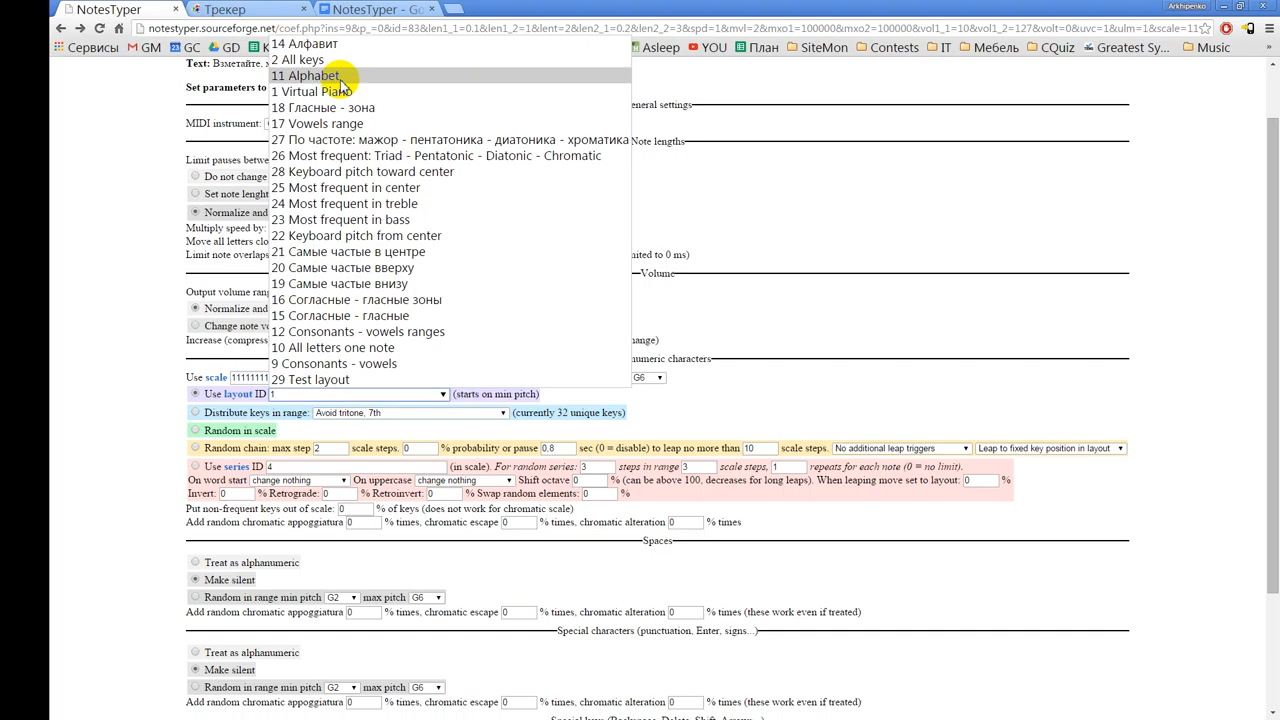 NotesTyper × Трекер × NotesTyper - Go × Arkhipenko
notestyper.sourceforge.net/coef.php?ins=9&p_=0&id=83&len1_1=0.1&len1_2=1&lent=2&len2_1=0.2&len2_2=3&spd=1&mvl=2&mxo1=100000&mxo2=100000&vol1_1=10&vol1_2=127&volt=0&vol2=&um=1&scale=11
Сервисы GM GC GD Asleep YOU План SiteMon Contests IT Мебель CQuiz Greatest Sy... Music
Text: Взметайте,
Set parameters to
eneral settings
MIDI instrument:
Note lengths
Limit pauses betwe
Do not change
Set note lenght
Normalize and
Multiply speed by:
Move all letters clo
Limit note overlaps
ited to 0 ms)
Volume
Output volume rang
Normalize and
Change note vo
Increase (compress
hange)
numeric characters
14 Алфавит
2 All keys
11 Alphabet
1 Virtual Piano
18 Гласные - зона
17 Vowels range
27 По частоте: мажор - пентатоника - диатоника - хроматика
26 Most frequent: Triad - Pentatonic - Diatonic - Chromatic
28 Keyboard pitch toward center
25 Most frequent in center
24 Most frequent in treble
23 Most frequent in bass
22 Keyboard pitch from center
21 Самые частые в центре
20 Самые частые вверху
19 Самые частые внизу
16 Согласные - гласные зоны
15 Согласные - гласные
12 Consonants - vowels ranges
10 All letters one note
9 Consonants - vowels
29 Test layout
Use scale 11111111 G6
Use layout ID 1 (starts on min pitch)
Distribute keys in range: Avoid tritone, 7th (currently 32 unique keys)
Random in scale
Random chain: max step 2 scale steps. 0 % probability or pause 0,8 sec (0 = disable) to leap no more than 10 scale steps. No additional leap triggers Leap to fixed key position in layout
Use series ID 4 (in scale). For random series: 3 steps in range 3 scale steps, 1 repeats for each note (0 = no limit).
On word start change nothing On uppercase change nothing Shift octave 0 % (can be above 100, decreases for long leaps). When leaping move set to layout: 0 %
Invert: 0 % Retrograde: 0 % Retroinvert: 0 % Swap random elements: 0 %
Put non-frequent keys out of scale: 0 % of keys (does not work for chromatic scale)
Add random chromatic appoggiatura 0 % times, chromatic escape 0 % times, chromatic alteration 0 % times
Spaces
Treat as alphanumeric
Make silent
Random in range min pitch G2 max pitch G6
Add random chromatic appoggiatura 0 % times, chromatic escape 0 % times, chromatic alteration 0 % times (these work even if treated)
Special characters (punctuation, Enter, signs...)
Treat as alphanumeric
Make silent
Random in range min pitch G2 max pitch G6
Add random chromatic appoggiatura 0 % times, chromatic escape 0 % times, chromatic alteration 0 % times (these work even if treated)
Special keys (Backspace, Delete, Shift, Arrows...)